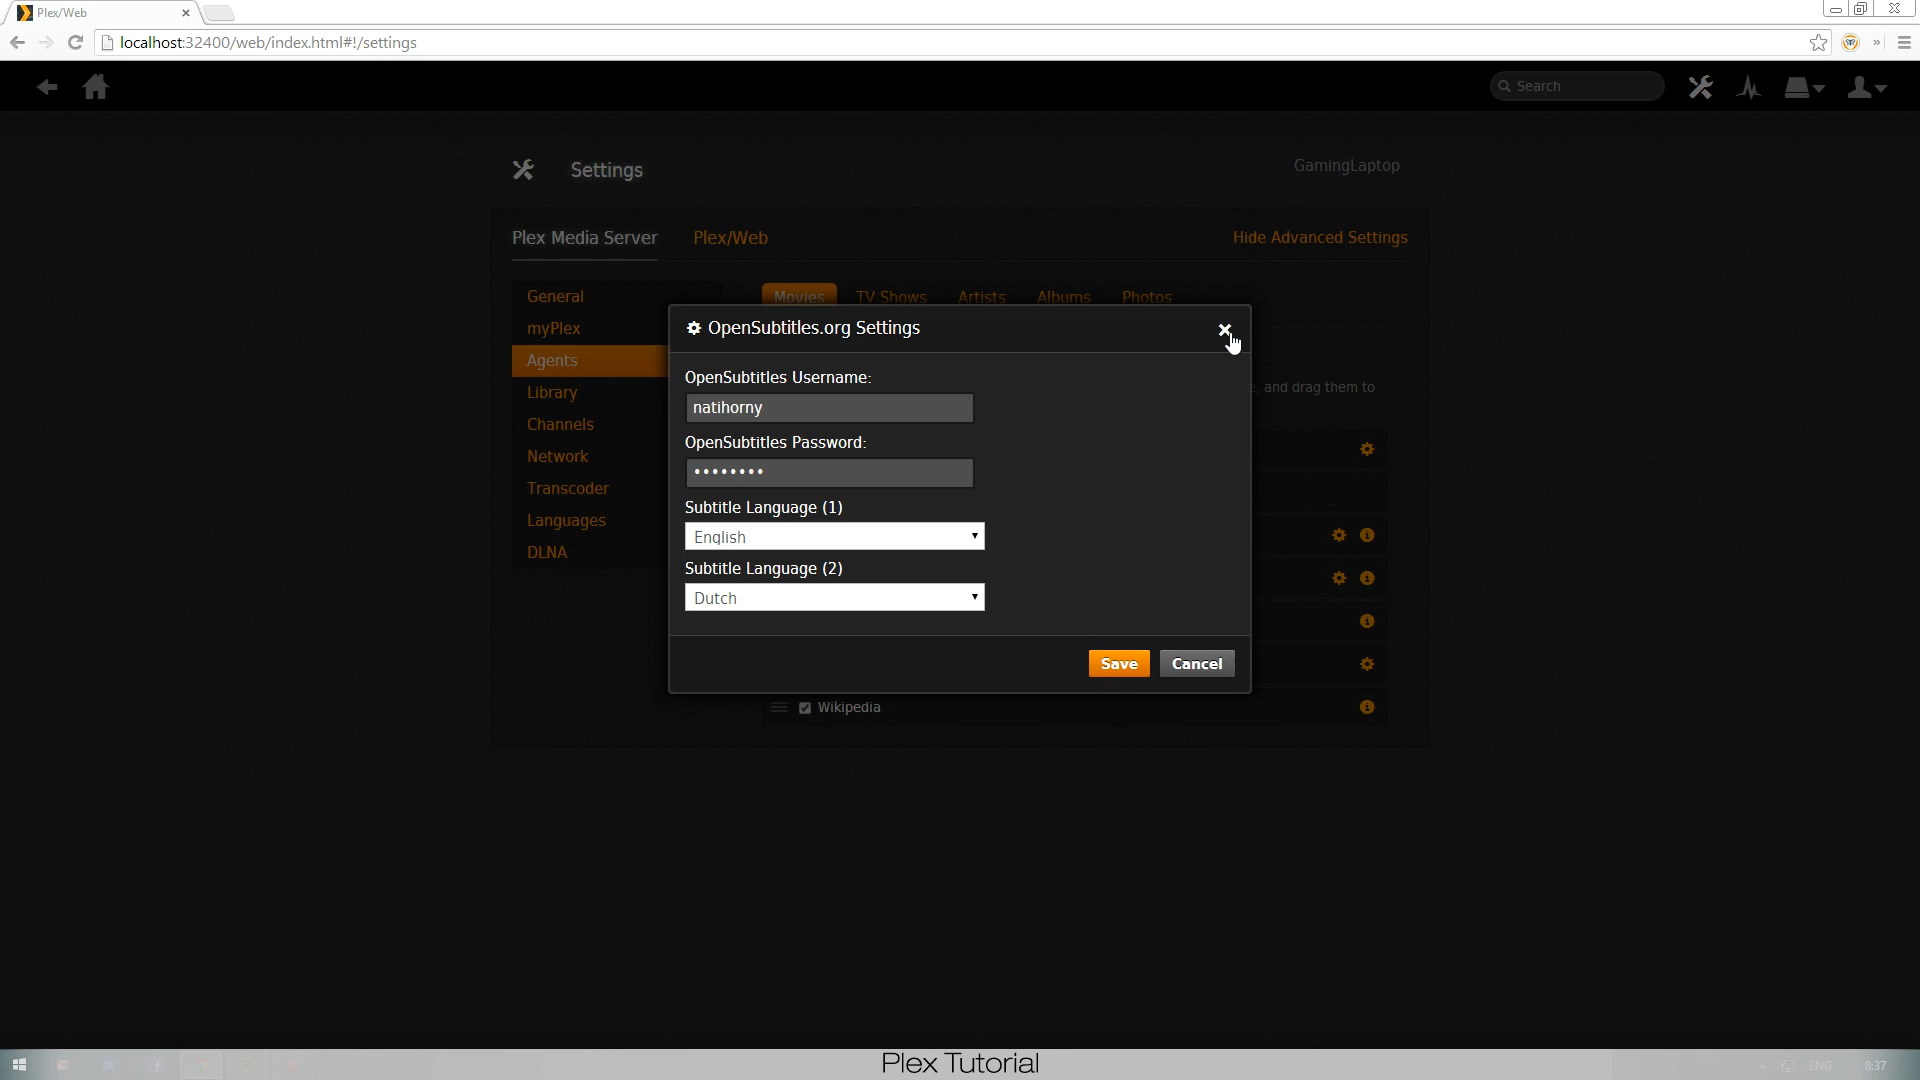 Plex/Web
localhost:32400/web/index.html#!/settings
Search
Settings
GamingLaptop
Plex Media Server
Plex/Web
Hide Advanced Settings
General
myPlex
Agents
Library
Channels
Network
Transcoder
Languages
DLNA
Movies
TV Shows
Artists
Albums
Photos
, and drag them to
OpenSubtitles.org Settings
OpenSubtitles Username:
natihorny
OpenSubtitles Password:
••••••••
Subtitle Language (1)
English
Subtitle Language (2)
Dutch
Save
Cancel
Wikipedia
Plex Tutorial
ENG
8:37